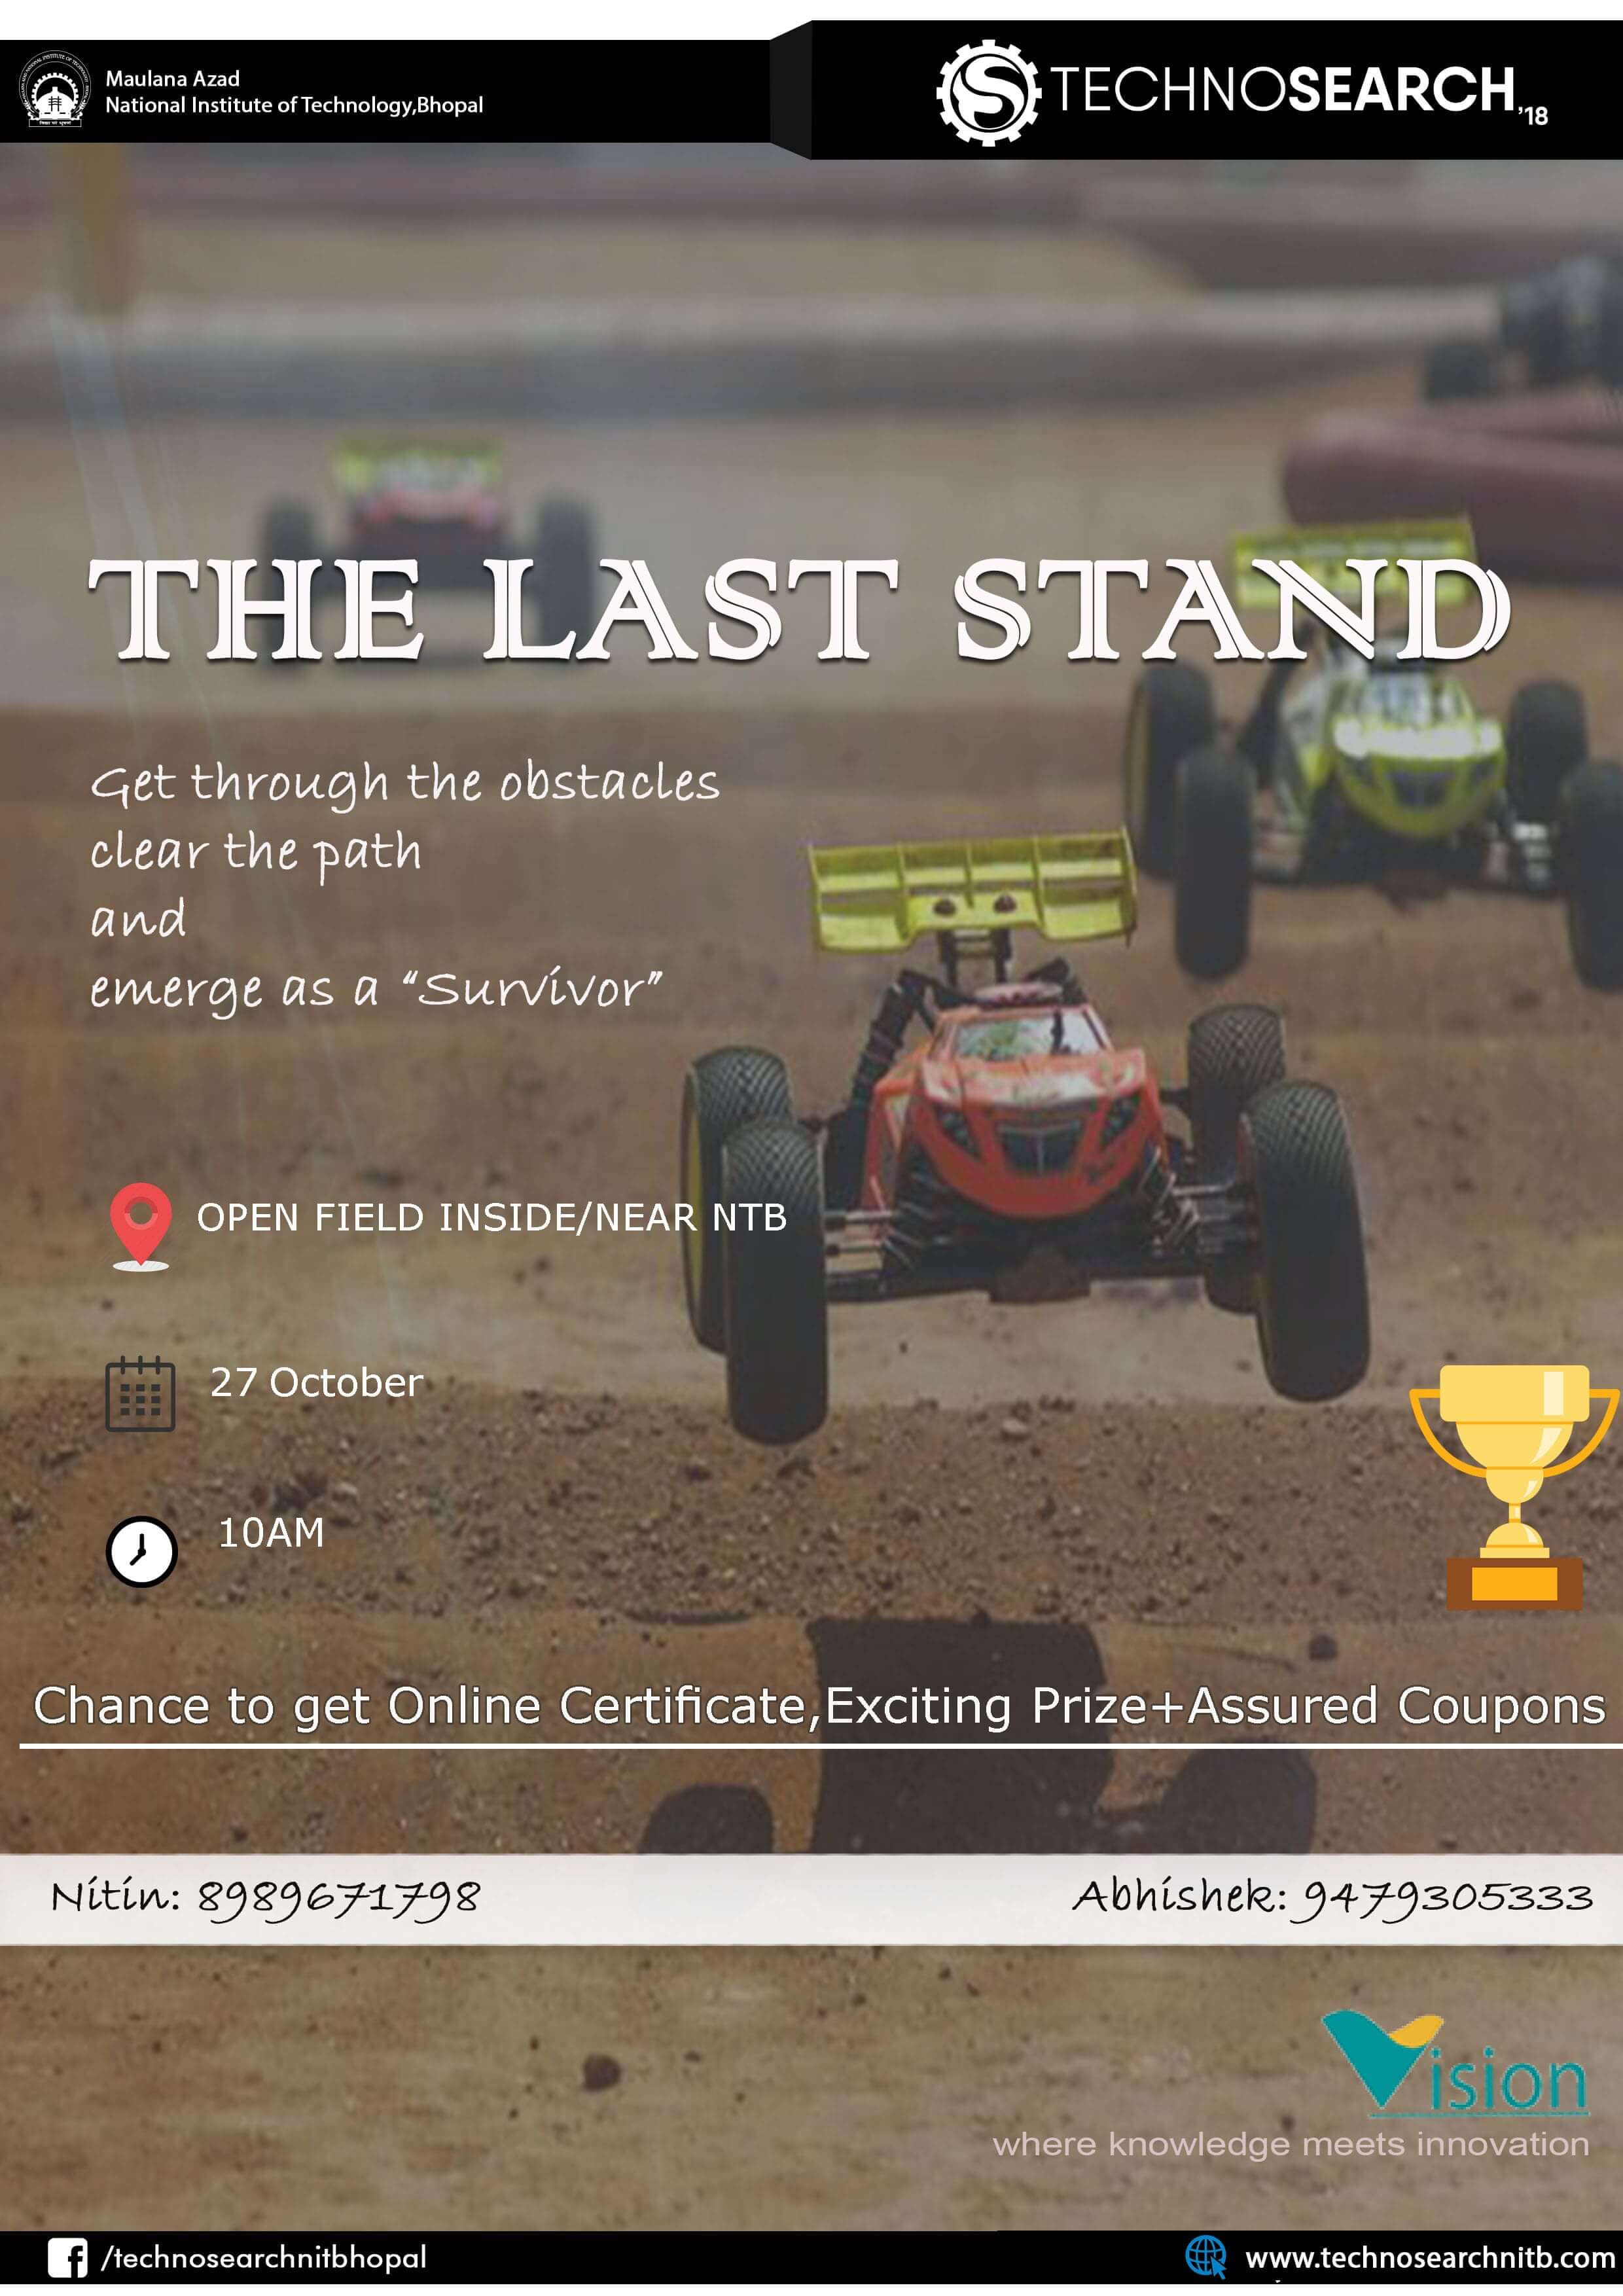 Maulana Azad
National Institute of Technology,Bhopal
TECHNOSEARCH,'18
THE LAST STAND
Get through the obstacles
clear the path
and
emerge as a “Survivor”
OPEN FIELD INSIDE/NEAR NTB
27 October
10AM
Chance to get Online Certificate,Exciting Prize+Assured Coupons
Nitin: 8989671798
Abhishek: 9479305333
Vision
where knowledge meets innovation
/technosearchnitbhopal
www.technosearchnitb.com